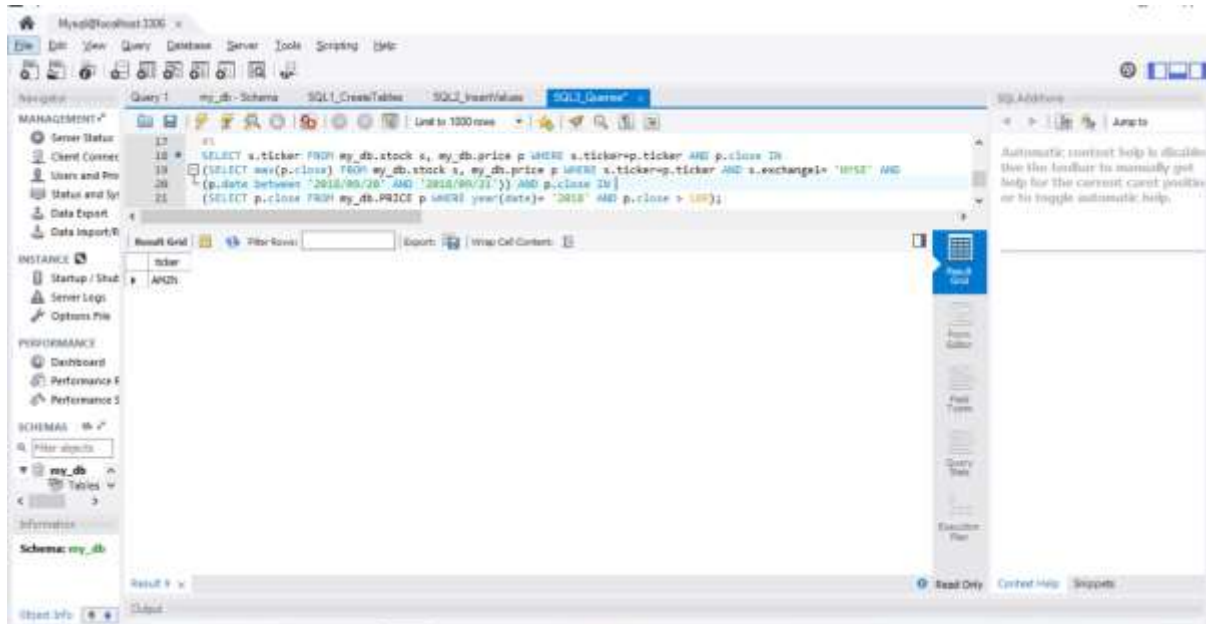 Mysql@localhost:3306 ×
File Edit View Query Database Server Tools Scripting Help
Navigator
Query 1 my_db - Schema SQL1_CreateTables SQL2_InsertValues SQL3_Queries* ×
SQLAdditions
MANAGEMENT
Server Status
Client Connec
Users and Priv
Status and Sys
Data Export
Data Import/R
INSTANCE
Startup / Shut
Server Logs
Options File
PERFORMANCE
Dashboard
Performance R
Performance S
SCHEMAS
Filter objects
my_db
Tables
Information
Schema: my_db
Object Info
Limit to 1000 rows
17
18 SELECT s.ticker FROM my_db.stock s, my_db.price p WHERE s.ticker=p.ticker AND p.close IN
19 (SELECT max(p.close) FROM my_db.stock s, my_db.price p WHERE s.ticker=p.ticker AND s.exchange= 'NYSE' AND
20 (p.date between '2018/09/20' AND '2018/09/21 ')) AND p.close IN
21 (SELECT p.close FROM my_db.PRICE p WHERE year(date)= '2018' AND p.close > 100);
Result Grid Filter Rows: Export: Wrap Cell Content:
ticker
AMZN
Result Grid
Form Editor
Field Types
Query Stats
Execution Plan
Result 9 ×
Read Only
Output
Jump to
Automatic context help is disabled.
Use the toolbar to manually get
help for the current caret position
or to toggle automatic help.
Context Help Snippets